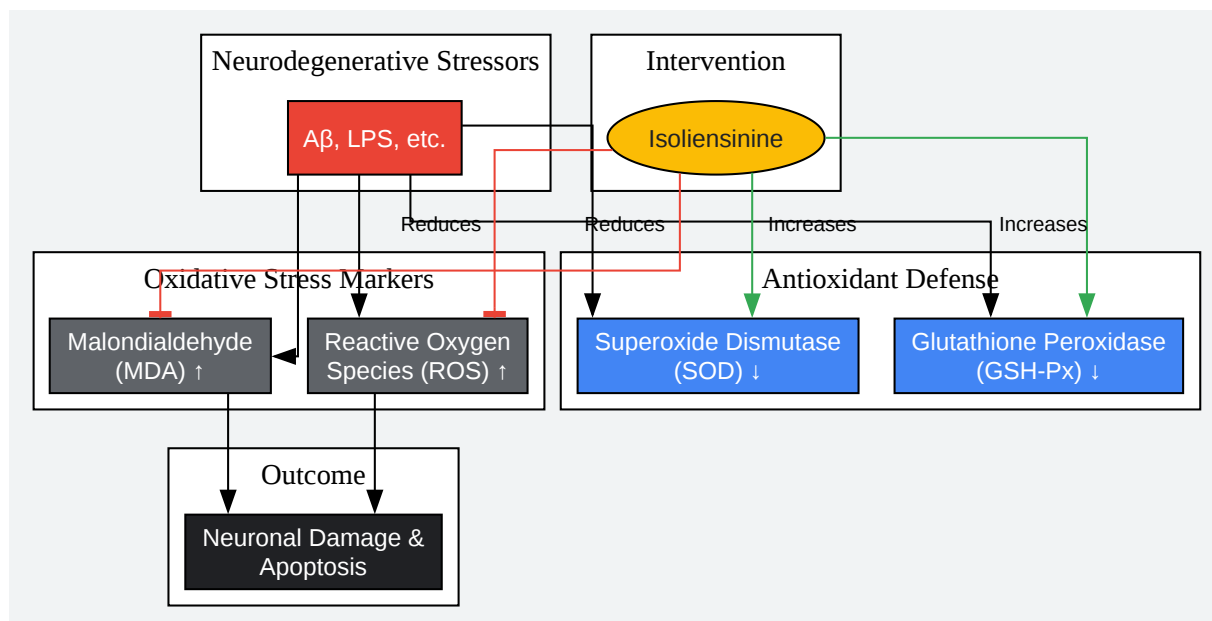 Neurodegenerative Stressors
Intervention
Aβ, LPS, etc.
Isoliensinine
Reduces
Reduces
Increases
Increases
Oxidative Stress Markers
Antioxidant Defense
Malondialdehyde
(MDA) ↑
Reactive Oxygen
Species (ROS) ↑
Superoxide Dismutase
(SOD) ↓
Glutathione Peroxidase
(GSH-Px) ↓
Outcome
Neuronal Damage &
Apoptosis